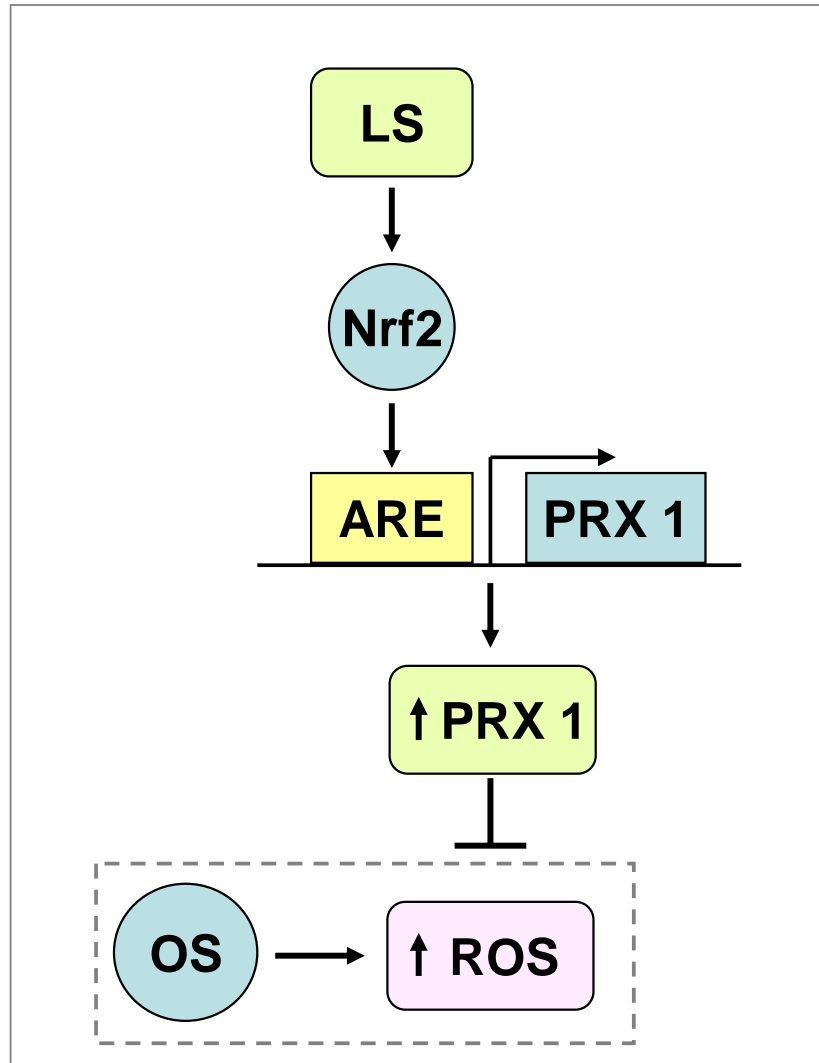 LS
Nrf2
ARE
PRX 1
↑ PRX 1
OS
↑ ROS